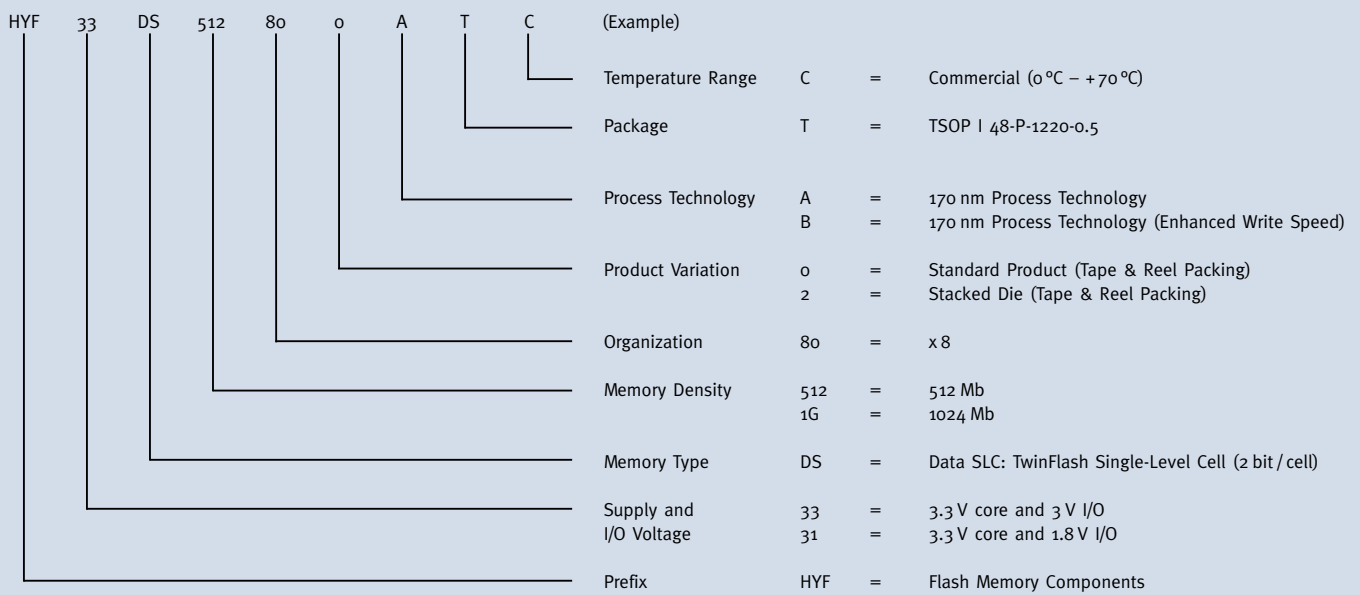 HYF 33 DS 512 80 0 A T C (Example)
Temperature Range C = Commercial (0 °C – +70 °C)
Package T = TSOP I 48-P-1220-0.5
Process Technology A = 170 nm Process Technology
B = 170 nm Process Technology (Enhanced Write Speed)
Product Variation 0 = Standard Product (Tape & Reel Packing)
2 = Stacked Die (Tape & Reel Packing)
Organization 80 = x 8
Memory Density 512 = 512 Mb
1G = 1024 Mb
Memory Type DS = Data SLC: TwinFlash Single-Level Cell (2 bit / cell)
Supply and 33 = 3.3 V core and 3 V I/O
I/O Voltage 31 = 3.3 V core and 1.8 V I/O
Prefix HYF = Flash Memory Components